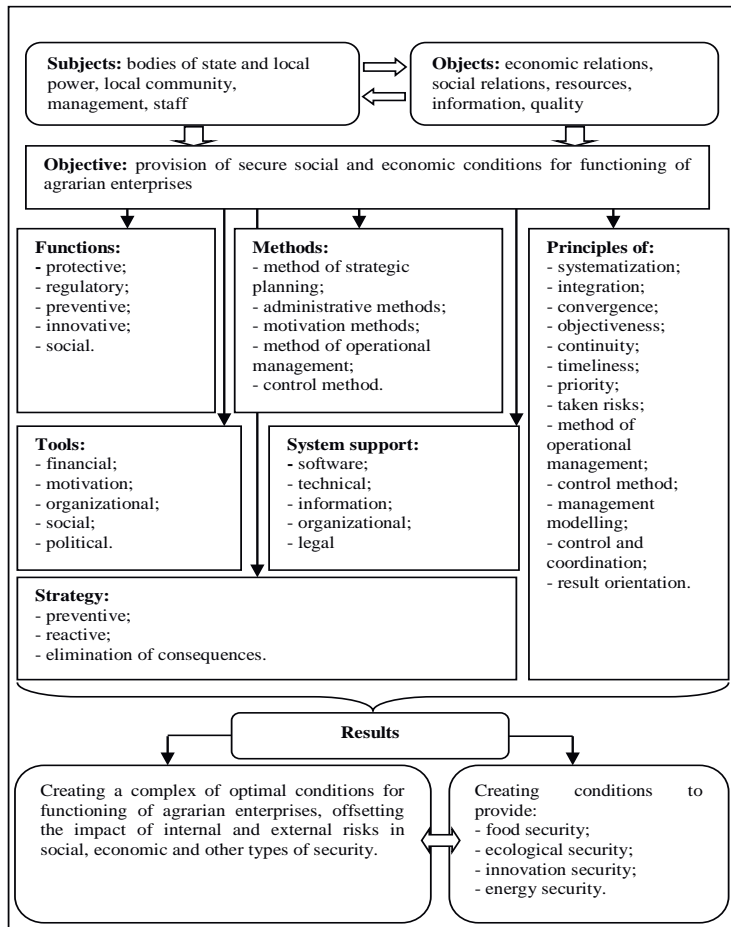 Subjects: bodies of state and local
power, local community,
management, staff
Objects: economic relations,
social relations, resources,
information, quality
Objective: provision of secure social and economic conditions for functioning of
agrarian enterprises
Functions:
- protective;
- regulatory;
- preventive;
- innovative;
- social.
Methods:
- method of strategic
planning;
- administrative methods;
- motivation methods;
- method of operational
management;
- control method.
Principles of:
- systematization;
- integration;
- convergence;
- objectiveness;
- continuity;
- timeliness;
- priority;
- taken risks;
- method of
operational
management;
- control method;
- management
modelling;
- control and
coordination;
- result orientation.
Tools:
- financial;
- motivation;
- organizational;
- social;
- political.
System support:
- software;
- technical;
- information;
- organizational;
- legal
Strategy:
- preventive;
- reactive;
- elimination of consequences.
Results
Creating a complex of optimal conditions for
functioning of agrarian enterprises, offsetting
the impact of internal and external risks in
social, economic and other types of security.
Creating conditions to
provide:
- food security;
- ecological security;
- innovation security;
- energy security.